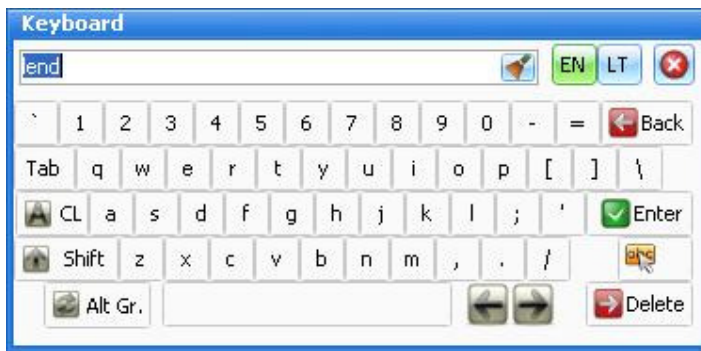 Keyboard
lend EN LT
` 1 2 3 4 5 6 7 8 9 0 - = Back
Tab q w e r t y u i o p [ ] \
A CL a s d f g h j k l ; ' Enter
Shift z x c v b n m , . / abc
Alt Gr. Delete